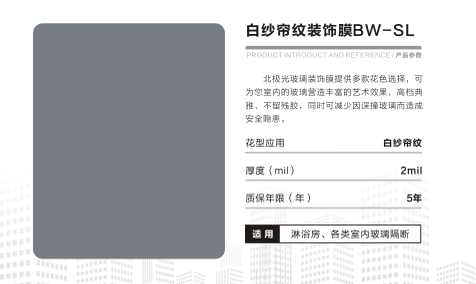 白纱帘纹装饰膜BW-SL
PRODUCT INTRODUCT AND REFERENCE / 产品参数
北极光玻璃装饰膜提供多款花色选择，可
为您室内的玻璃营造丰富的艺术效果，高档典
雅、不留残胶，同时可减少因误撞玻璃而造成
安全隐患。
花型应用 白纱帘纹
厚度（mil） 2mil
质保年限（年） 5年
适用 淋浴房、各类室内玻璃隔断